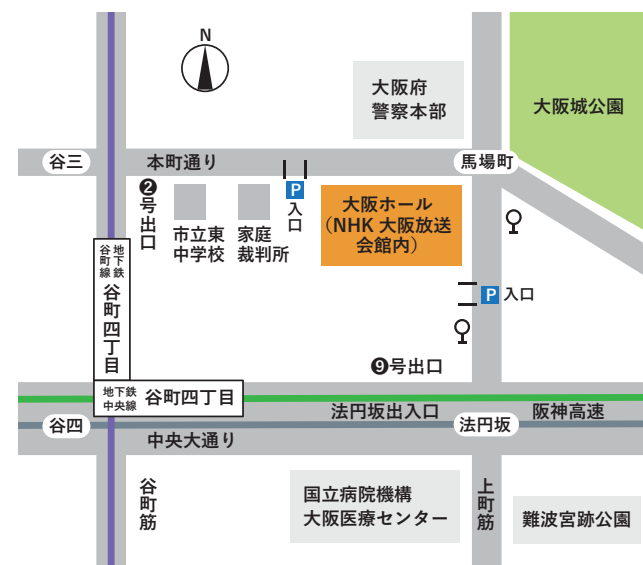 N
大阪府
警察本部
大阪城公園
谷三
本町通り
馬場町
❷号出口
P
入口
市立東
中学校
家庭
裁判所
大阪ホール
(NHK 大阪放送
会館内)
地下鉄
谷町線
谷町四丁目
P
入口
❾号出口
地下鉄
中央線
谷町四丁目
法円坂出入口
阪神高速
谷四
法円坂
中央大通り
谷町筋
国立病院機構
大阪医療センター
上町筋
難波宮跡公園